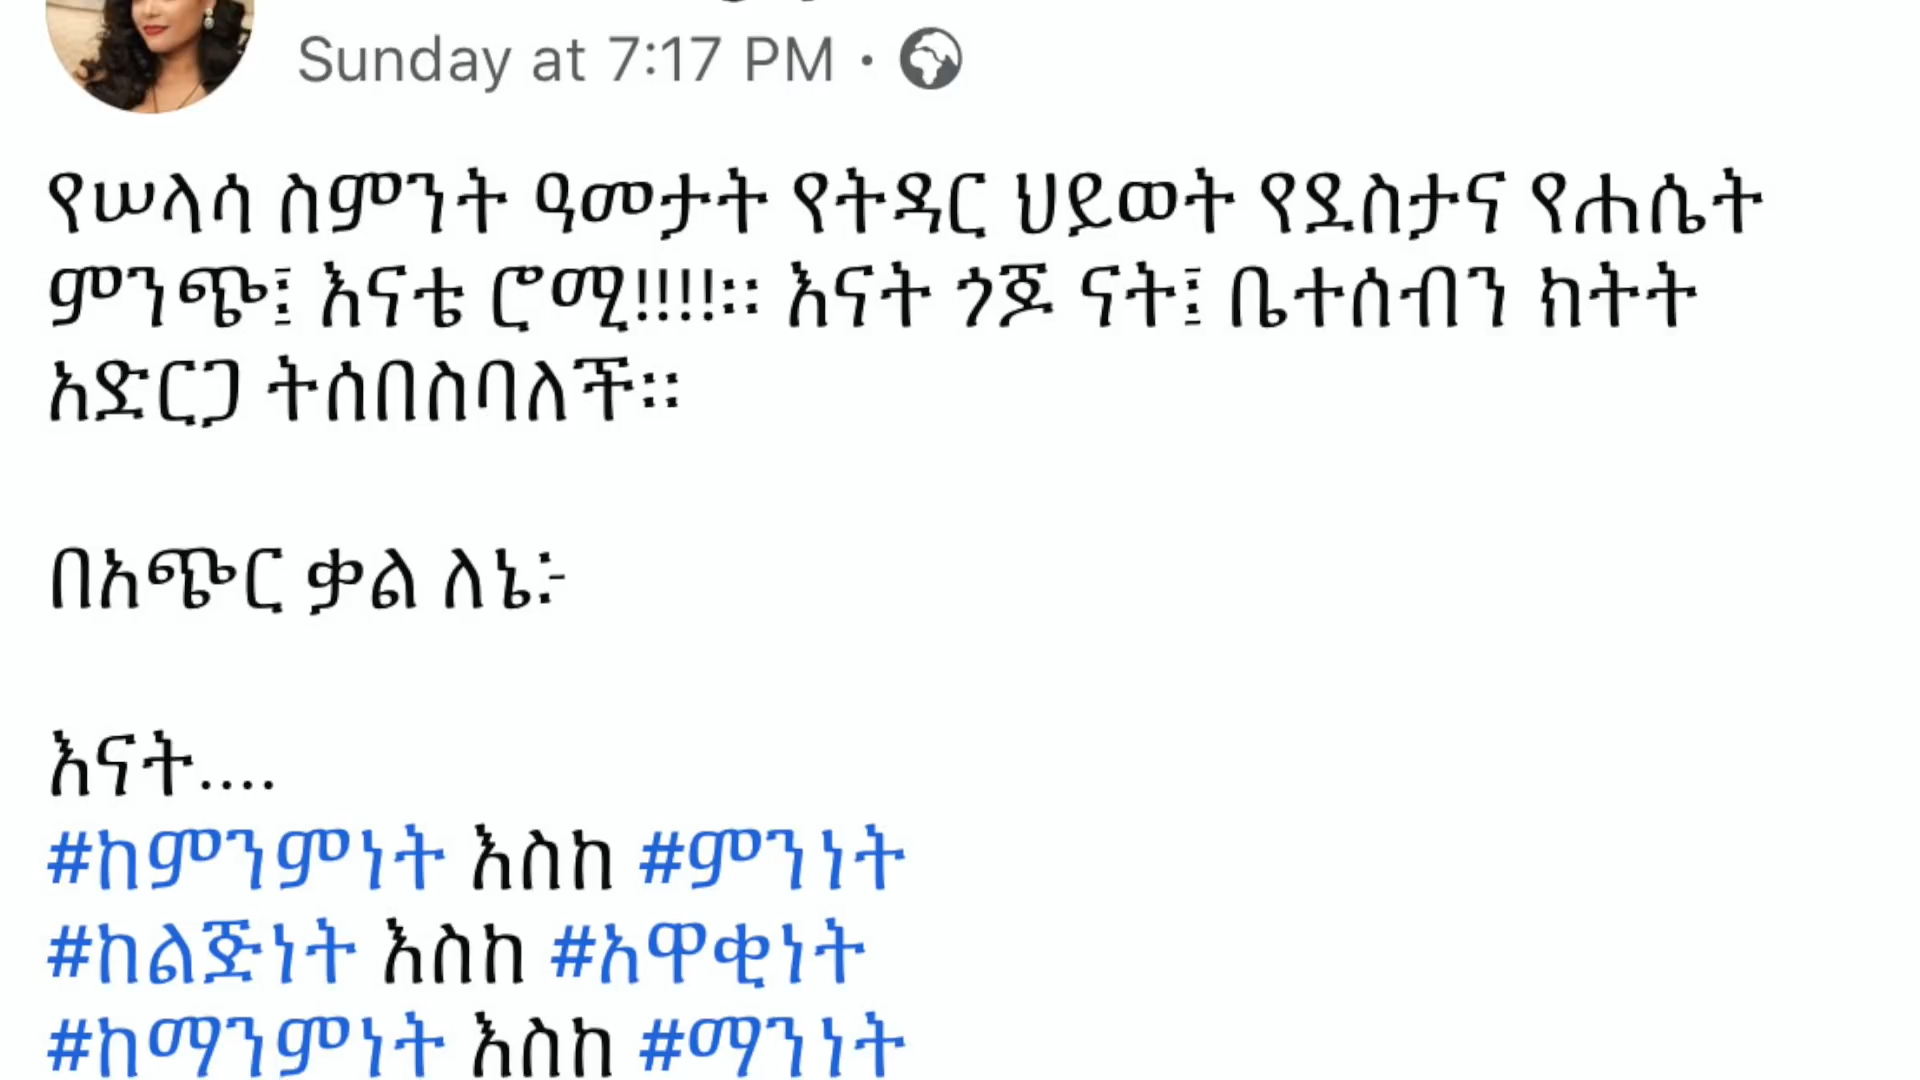 Sunday at 7:17 PM ·
የሠላሳ ስምንት ዓመታት የትዳር ህይወት የደስታና የሐሴት
ምንጭ፤ እናቴ ሮሚ!!!!። እናት ጎጆ ናት፤ ቤተሰብን ክትት
አድርጋ ትሰበስባለች።
በአጭር ቃል ለኔ፦
እናት....
#ከምንምነት እስከ #ምንነት
#ከልጅነት እስከ #አዋቂነት
#ከማንምነት እስከ #ማንነት